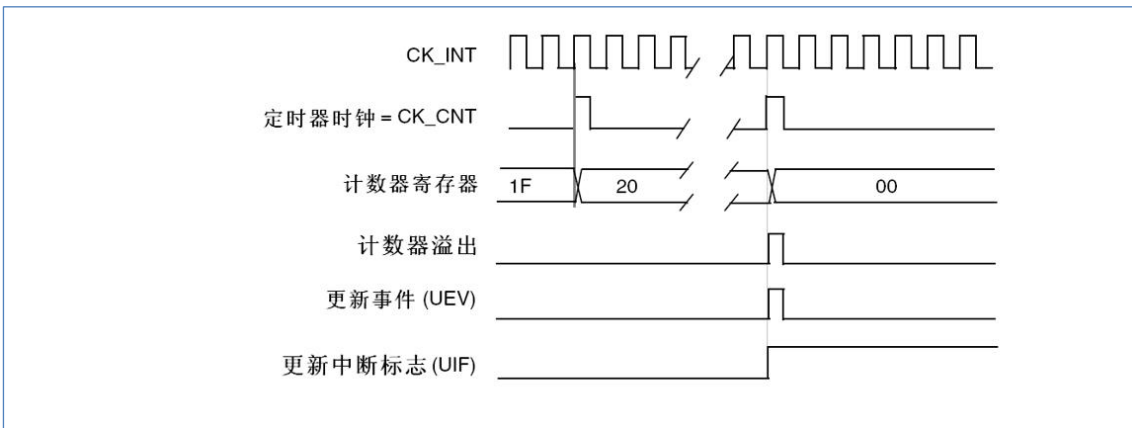 CK_INT
定时器时钟 = CK_CNT
计数器寄存器 1F 20 00
计数器溢出
更新事件 (UEV)
更新中断标志 (UIF)